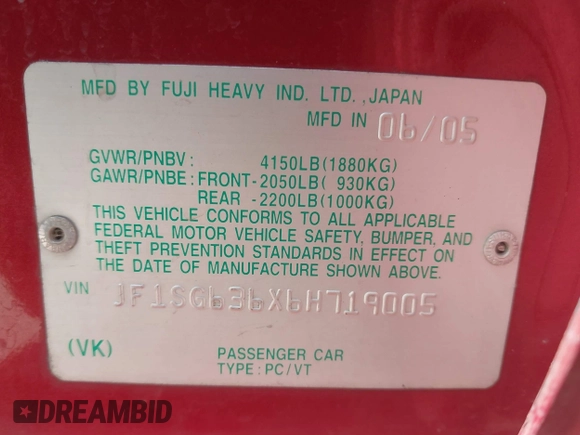 MFD BY FUJI HEAVY IND. LTD., JAPAN
MFD IN 06/05
GVWR/PNBV: 4150LB(1880KG)
GAWR/PNBE: FRONT-2050LB( 930KG)
REAR -2200LB(1000KG)
THIS VEHICLE CONFORMS TO ALL APPLICABLE
FEDERAL MOTOR VEHICLE SAFETY, BUMPER, AND
THEFT PREVENTION STANDARDS IN EFFECT ON
THE DATE OF MANUFACTURE SHOWN ABOVE.
VIN JF1SG636X6H719005
(VK) PASSENGER CAR
TYPE: PC/VT
DREAMBID